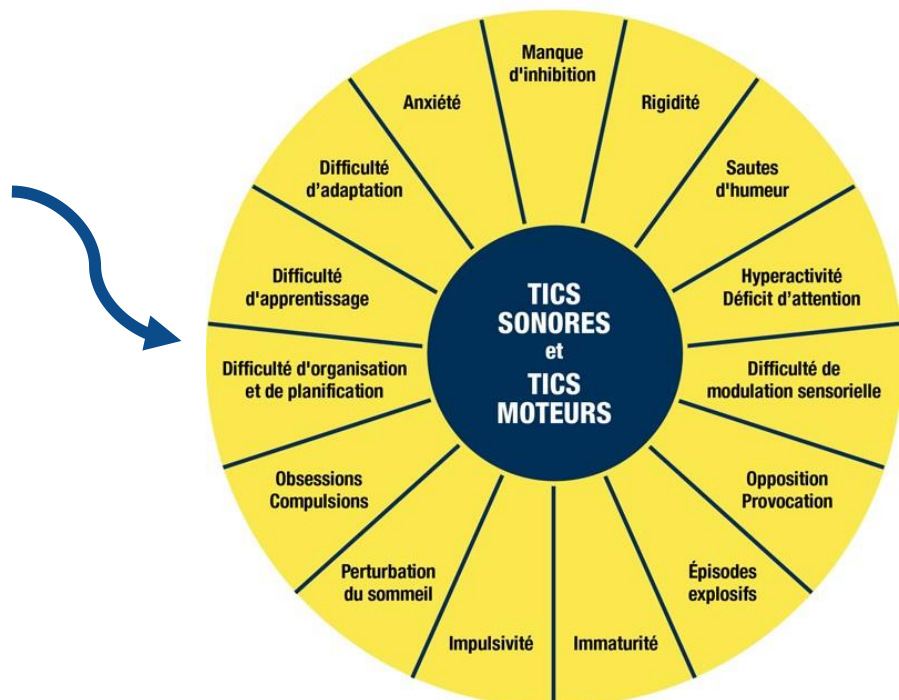 Manque
d'inhibition
Rigidité
Sautes
d'humeur
Hyperactivité
Déficit d'attention
Difficulté de
modulation sensorielle
Opposition
Provocation
Épisodes
explosifs
Immaturité
Impulsivité
Perturbation
du sommeil
Obsessions
Compulsions
Difficulté d'organisation
et de planification
Difficulté
d'apprentissage
Difficulté
d’adaptation
Anxiété
TICS
SONORES
et
TICS
MOTEURS